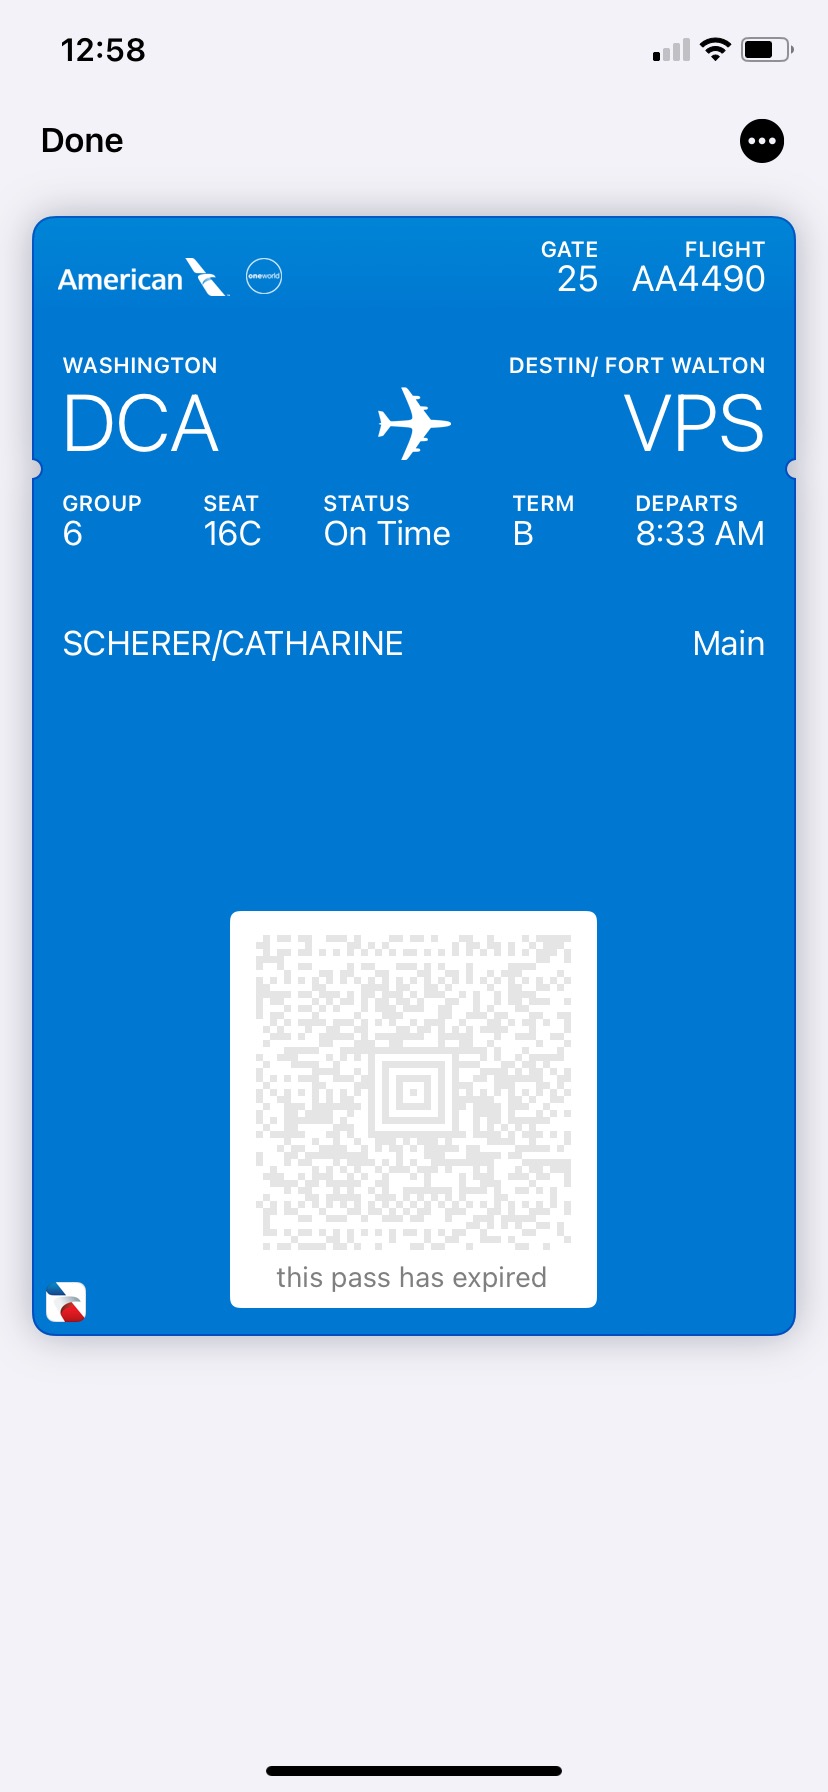 12:58
Done
American oneworld
GATE FLIGHT
25 AA4490
WASHINGTON DESTIN/ FORT WALTON
DCA VPS
GROUP SEAT STATUS TERM DEPARTS
6 16C On Time B 8:33 AM
SCHERER/CATHARINE Main
this pass has expired